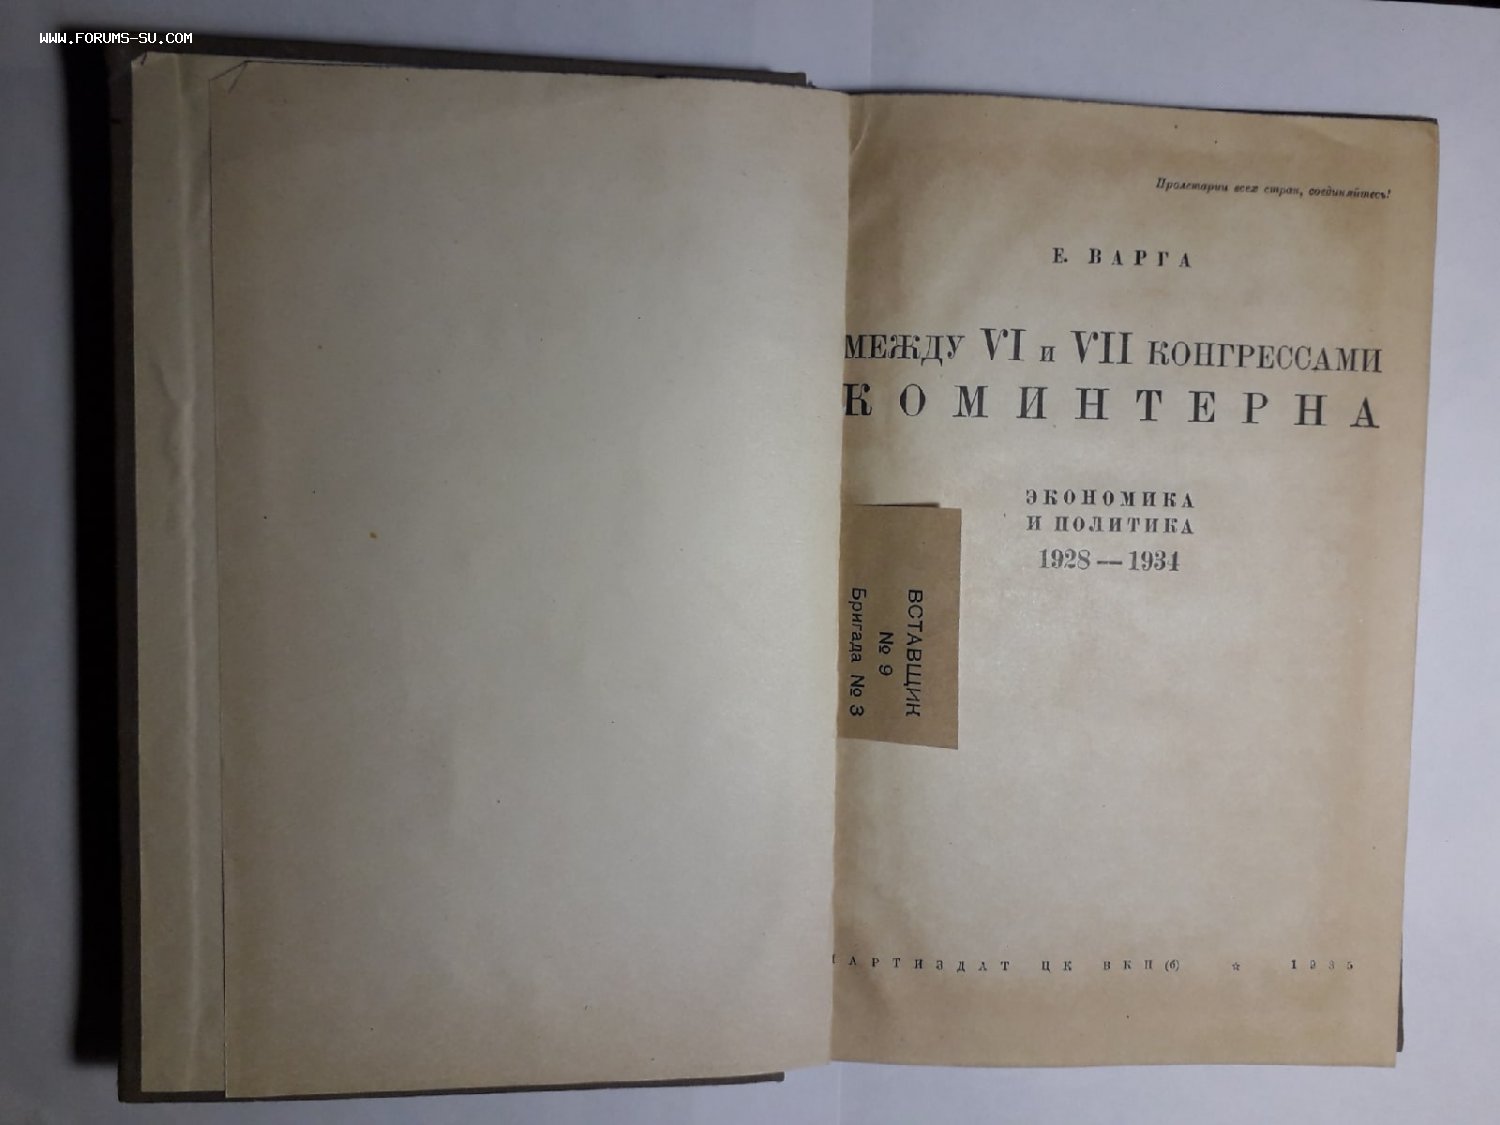 WWW.FORUMS-SU.COM
Пролетарии всех стран, соединяйтесь!
Е. ВАРГА
МЕЖДУ VI и VII КОНГРЕССАМИ
КОМИНТЕРНА
ЭКОНОМИКА
И ПОЛИТИКА
1928—1934
ВСТАВЩИК
№ 9
Бригада № 3
ПАРТИЗДАТ ЦК ВКП(б) ☆ 1935